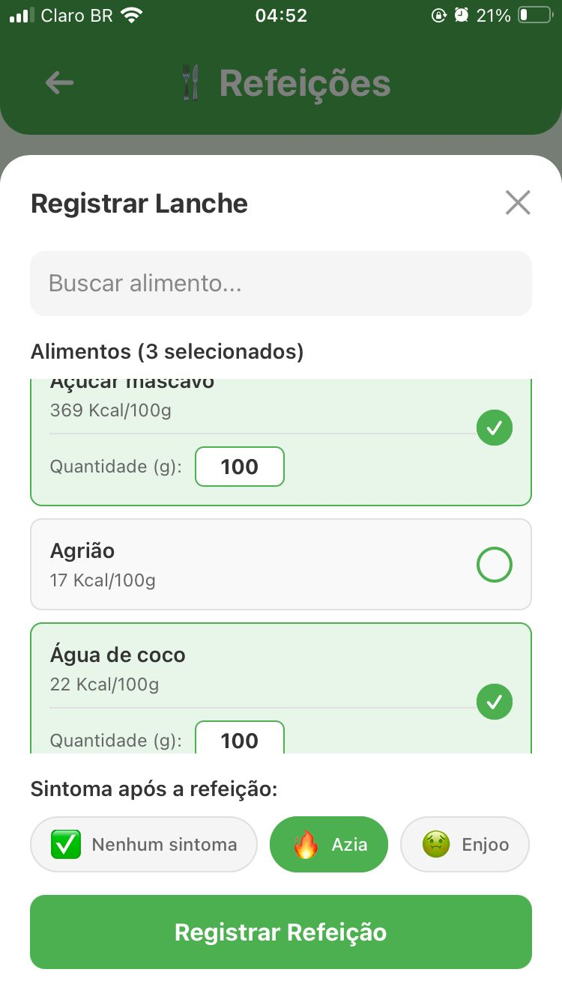 Claro BR 04:52 21%
Refeições
Registrar Lanche
Buscar alimento...
Alimentos (3 selecionados)
Açúcar mascavo
369 Kcal/100g
Quantidade (g): 100
Agrião
17 Kcal/100g
Água de coco
22 Kcal/100g
Quantidade (g): 100
Sintoma após a refeição:
Nenhum sintoma Azia Enjoo
Registrar Refeição